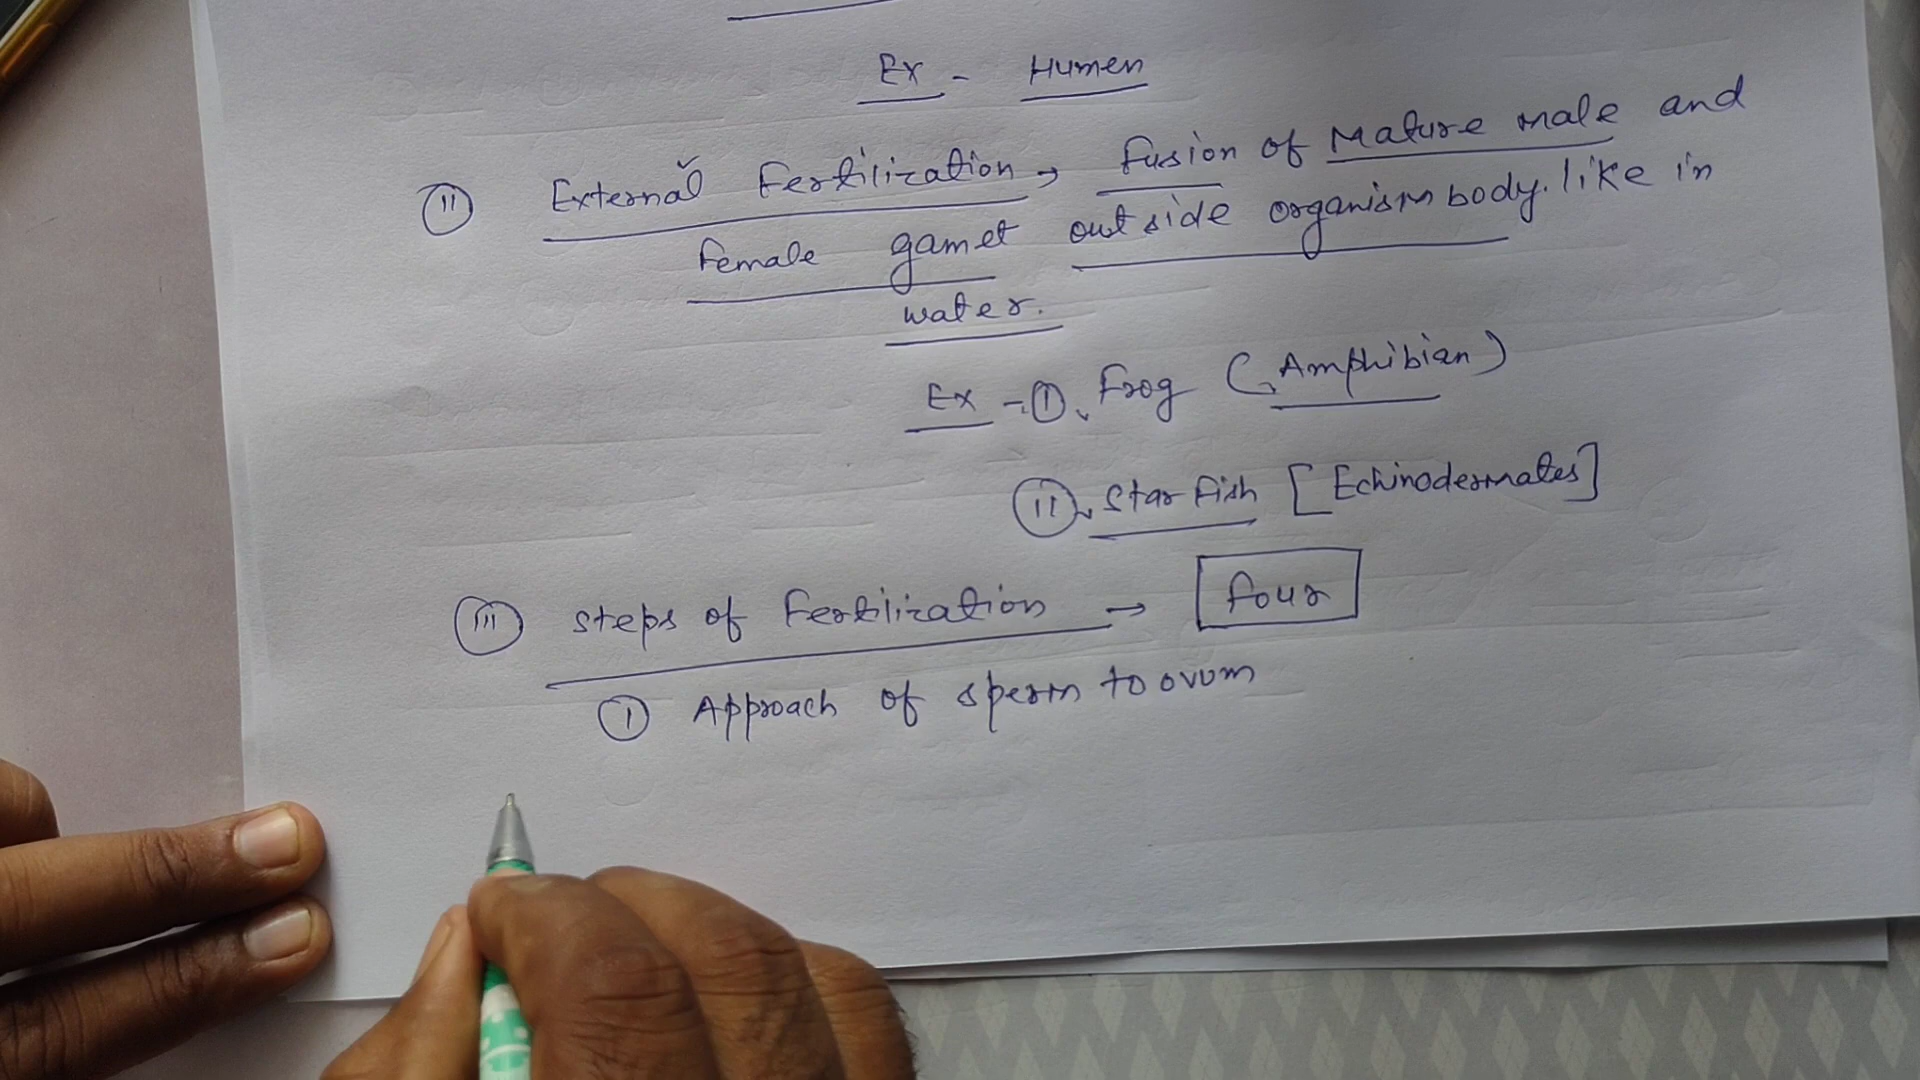 Ex - Humen
(II) External Fertilization → fusion of Mature male and
female gamet outside organism body. like in
water.
Ex - (I) Frog (Amphibian)
(II) Star Fish [Echinodermates]
(III) Steps of Fertilization → four
(I) Approach of sperm to ovum